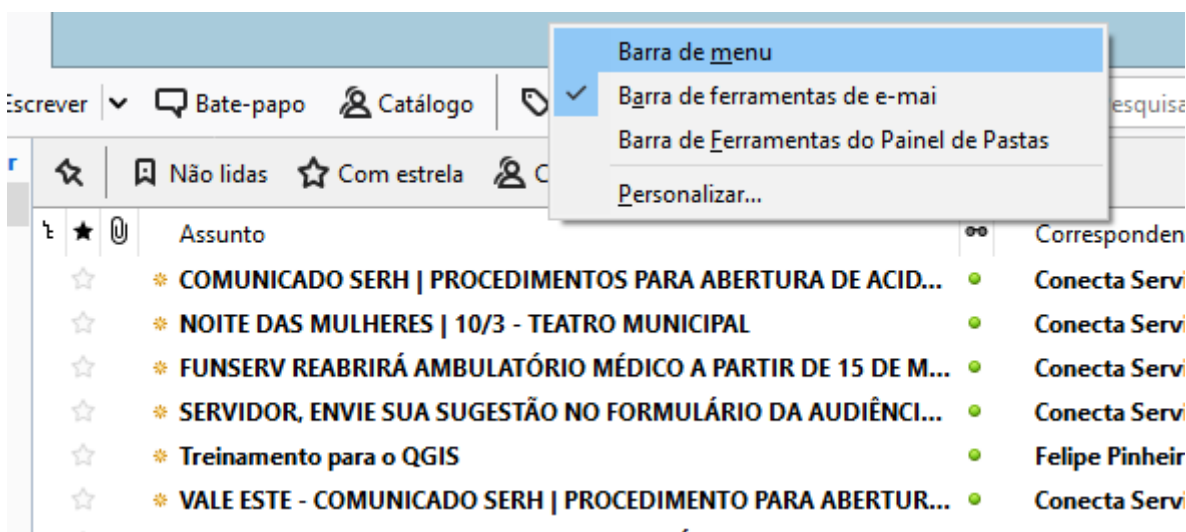 Barra de menu
Escrever Bate-papo Catálogo Barra de ferramentas de e-mai esquisa
Barra de Ferramentas do Painel de Pastas
Não lidas Com estrela C
Personalizar...
Assunto Corresponden
COMUNICADO SERH | PROCEDIMENTOS PARA ABERTURA DE ACID... Conecta Servi
NOITE DAS MULHERES | 10/3 - TEATRO MUNICIPAL Conecta Servi
FUNSERV REABRIRÁ AMBULATÓRIO MÉDICO A PARTIR DE 15 DE M... Conecta Servi
SERVIDOR, ENVIE SUA SUGESTÃO NO FORMULÁRIO DA AUDIÊNCI... Conecta Servi
Treinamento para o QGIS Felipe Pinheir
VALE ESTE - COMUNICADO SERH | PROCEDIMENTO PARA ABERTUR... Conecta Servi